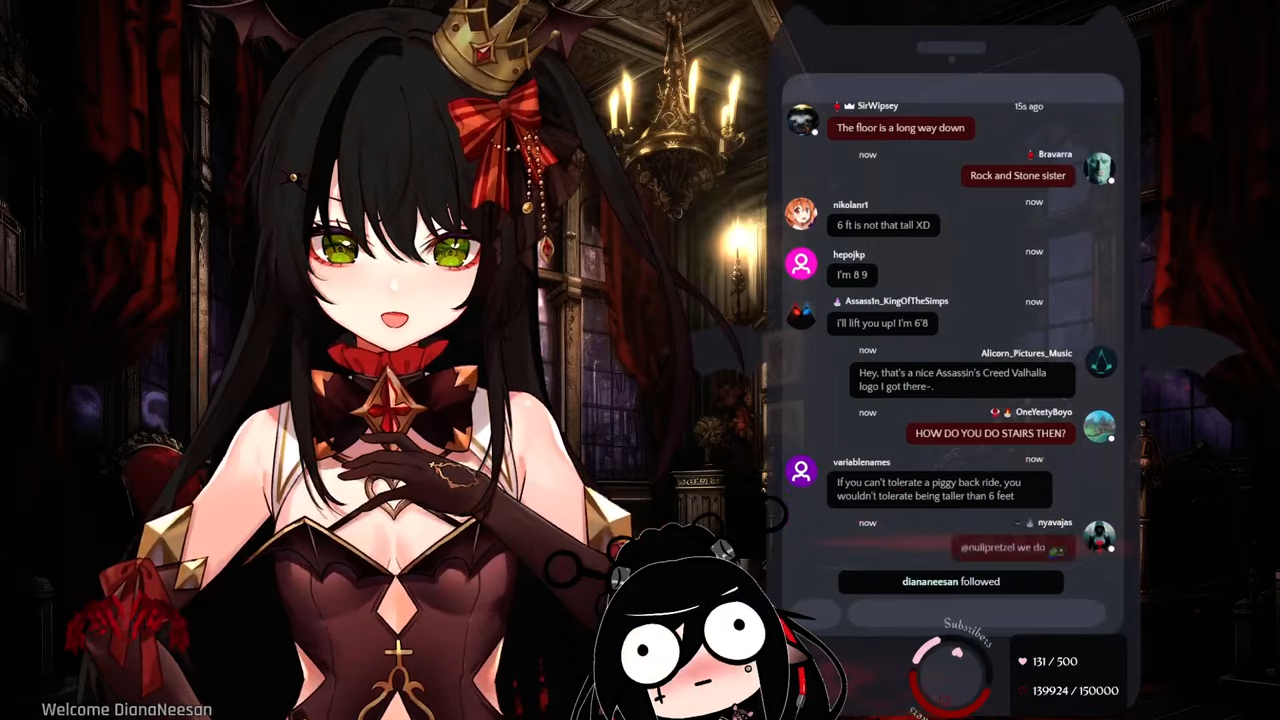 SirWipsey
15s ago
The floor is a long way down
now
Bravarra
Rock and Stone sister
nikolanr1
now
6 ft is not that tall XD
hepojkp
now
I'm 8 9
Assass1n_KingOfTheSimps
now
I'll lift you up! I'm 6'8
now
Alicorn_Pictures_Music
Hey, that's a nice Assassin's Creed Valhalla
logo I got there-.
now
OneYeetyBoyo
HOW DO YOU DO STAIRS THEN?
variablenames
now
If you can't tolerate a piggy back ride, you
wouldn't tolerate being taller than 6 feet
now
nyavajas
@nullpretzel we do
diananeesan followed
Subsribers
131 / 500
139924 / 150000
Welcome DianaNeesan